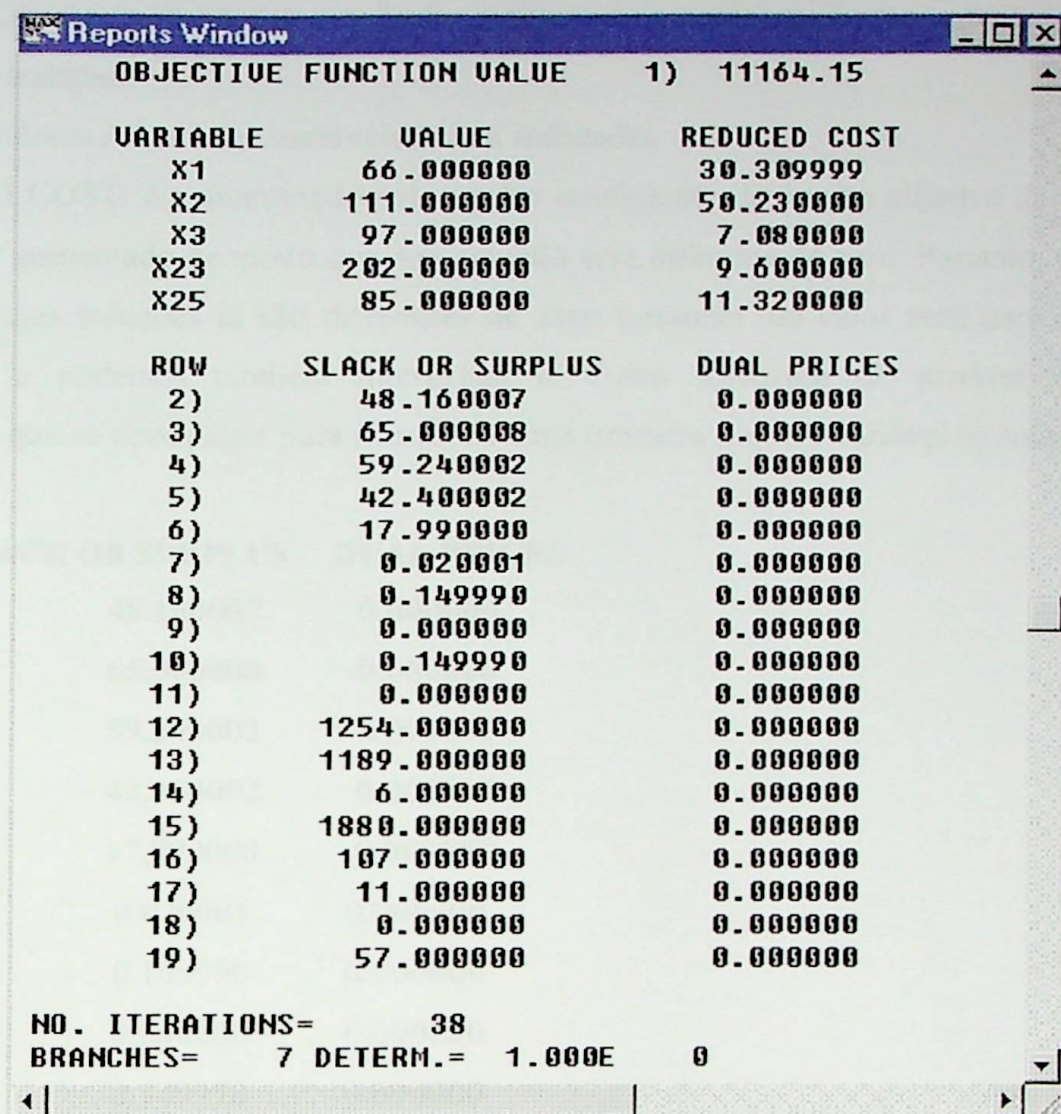 Reports Window
OBJECTIVE FUNCTION VALUE 1) 11164.15
VARIABLE VALUE REDUCED COST
X1 66.000000 30.309999
X2 111.000000 50.230000
X3 97.000000 7.080000
X23 202.000000 9.600000
X25 85.000000 11.320000
ROW SLACK OR SURPLUS DUAL PRICES
2) 48.160007 0.000000
3) 65.000008 0.000000
4) 59.240002 0.000000
5) 42.400002 0.000000
6) 17.990000 0.000000
7) 0.020001 0.000000
8) 0.149990 0.000000
9) 0.000000 0.000000
10) 0.149990 0.000000
11) 0.000000 0.000000
12) 1254.000000 0.000000
13) 1189.000000 0.000000
14) 6.000000 0.000000
15) 1880.000000 0.000000
16) 107.000000 0.000000
17) 11.000000 0.000000
18) 0.000000 0.000000
19) 57.000000 0.000000
NO. ITERATIONS= 38
BRANCHES= 7 DETERM.= 1.000E 0